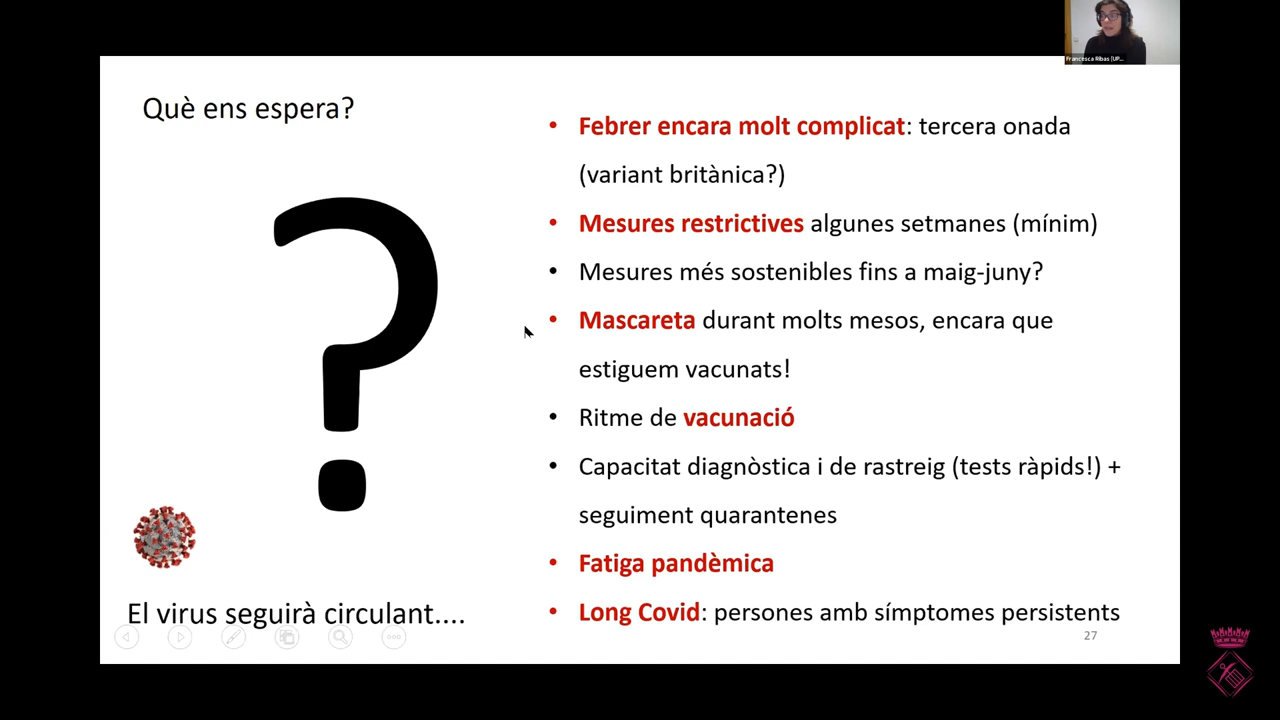 Francesca Ribas (UP...
Què ens espera?
• Febrer encara molt complicat: tercera onada
(variant britànica?)
• Mesures restrictives algunes setmanes (mínim)
• Mesures més sostenibles fins a maig-juny?
• Mascareta durant molts mesos, encara que
estiguem vacunats!
• Ritme de vacunació
• Capacitat diagnòstica i de rastreig (tests ràpids!) +
seguiment quarantenes
• Fatiga pandèmica
• Long Covid: persones amb símptomes persistents
El virus seguirà circulant....
27
?